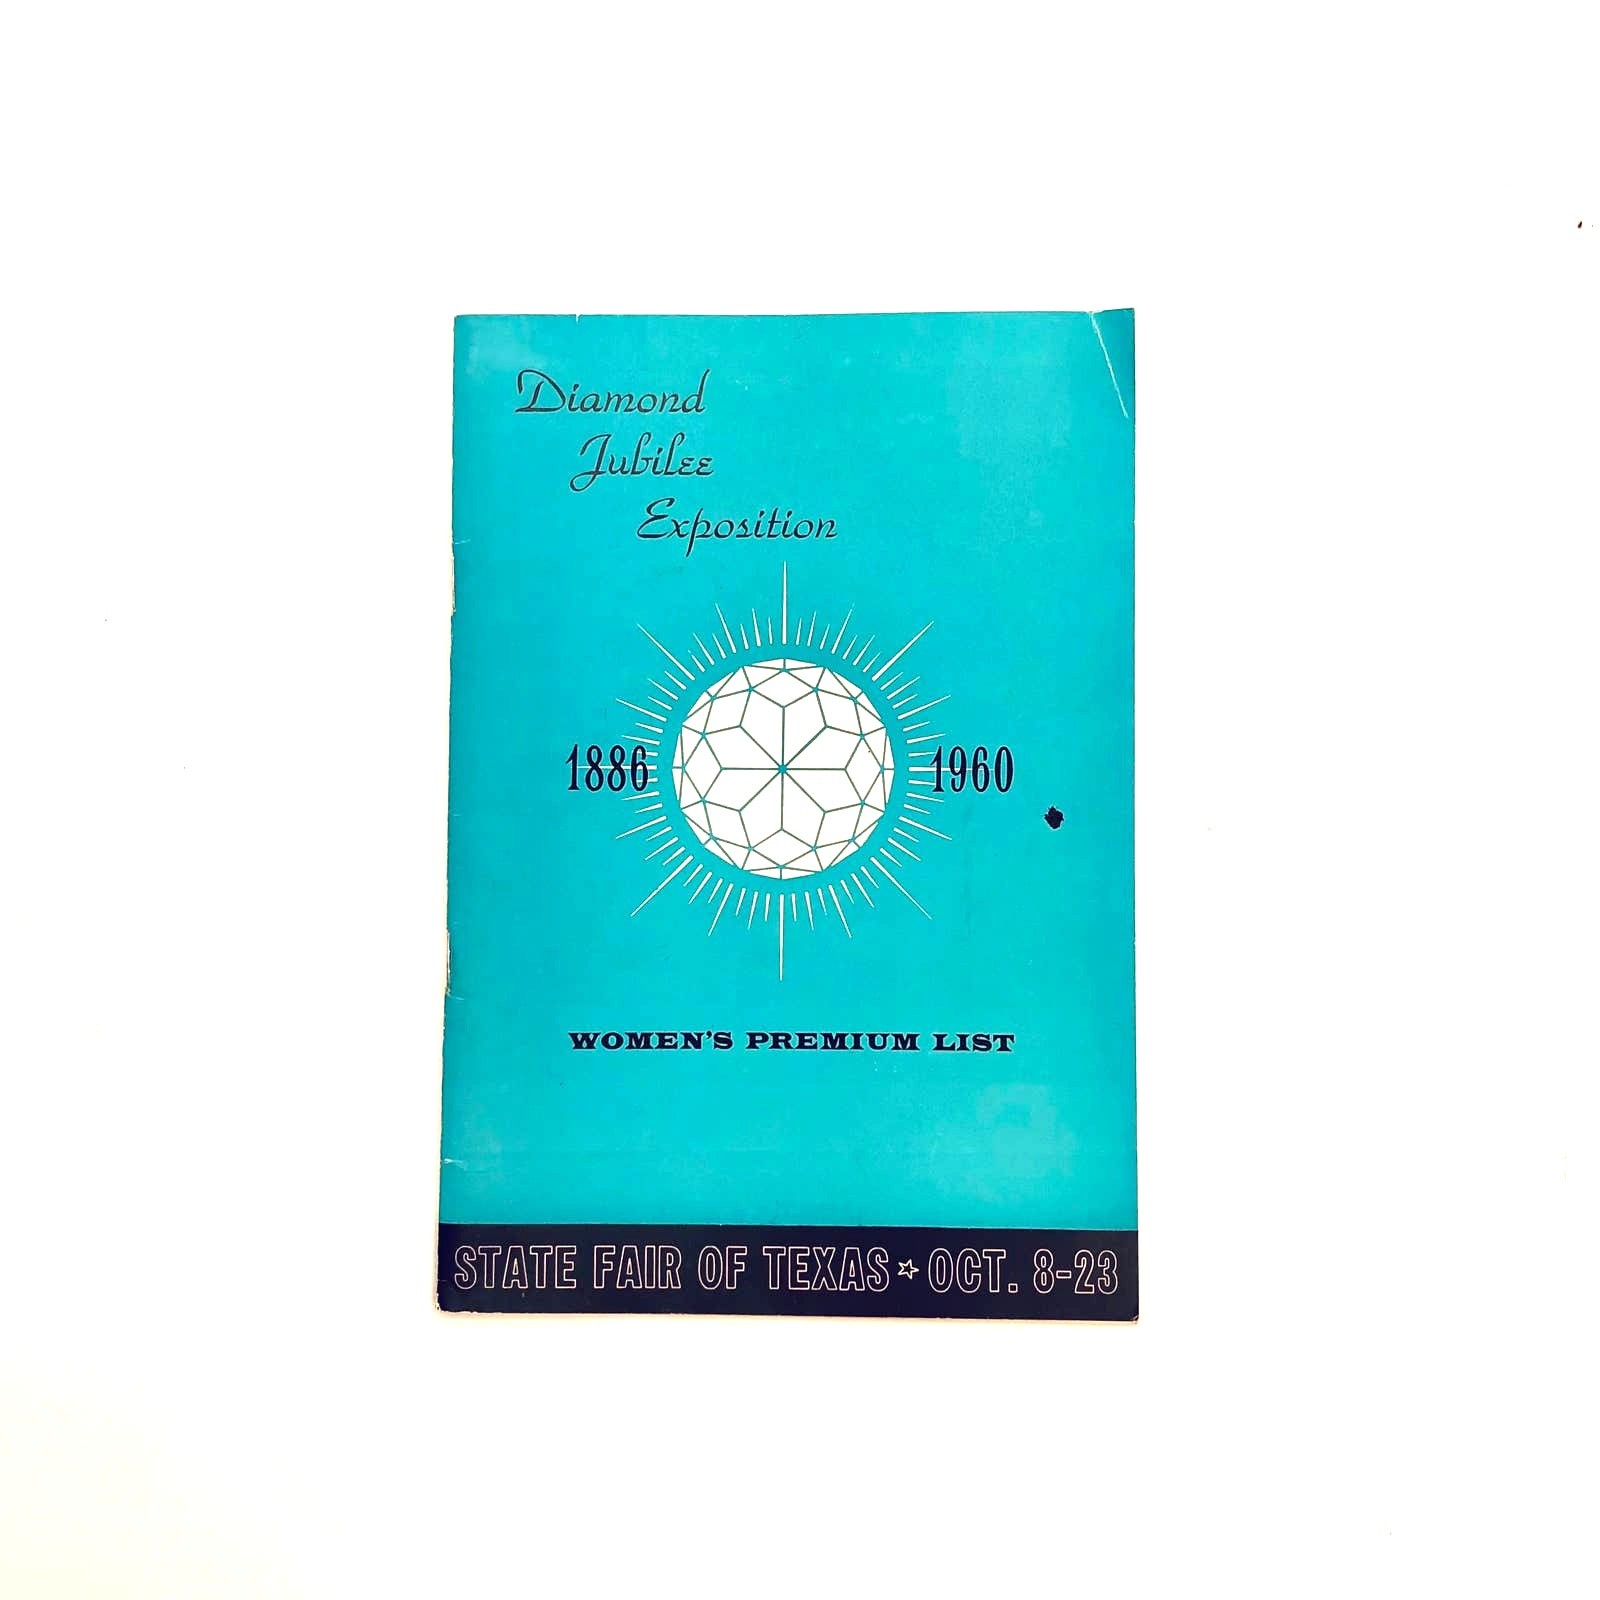 Diamond
Jubilee
Exposition
1886 1960
WOMEN'S PREMIUM LIST
STATE FAIR OF TEXAS ☆ OCT. 8-23